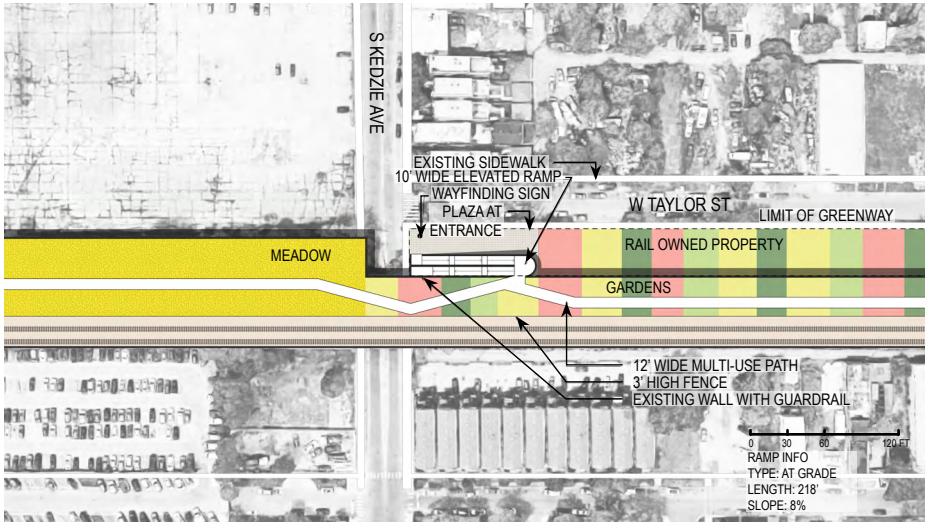 S KEDZIE AVE
EXISTING SIDEWALK
10' WIDE ELEVATED RAMP
WAYFINDING SIGN
PLAZA AT
ENTRANCE
W TAYLOR ST
LIMIT OF GREENWAY
MEADOW
RAIL OWNED PROPERTY
GARDENS
12' WIDE MULTI-USE PATH
3' HIGH FENCE
EXISTING WALL WITH GUARDRAIL
0 30 60 120 FT
RAMP INFO
TYPE: AT GRADE
LENGTH: 218'
SLOPE: 8%